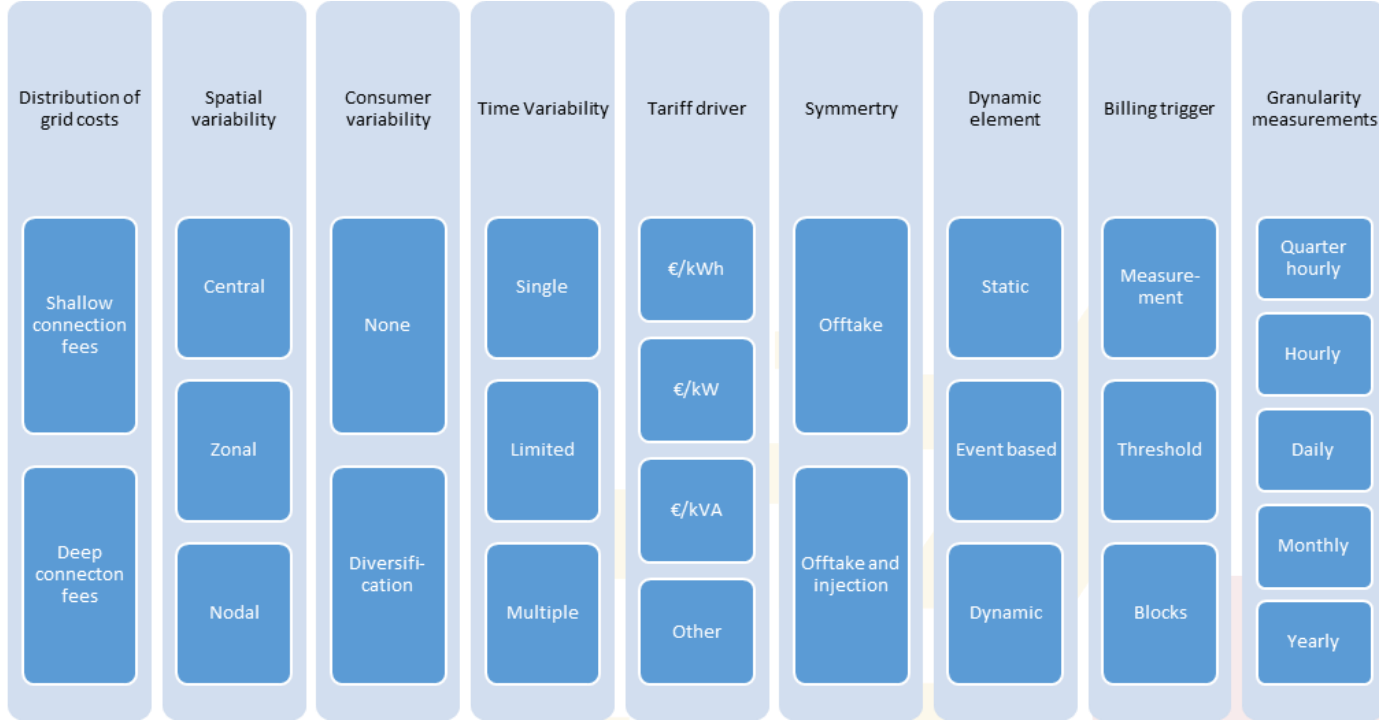 Distribution of
grid costs
Shallow
connection
fees
Deep
connecton
fees
Spatial
variability
Central
Zonal
Nodal
Consumer
variability
None
Diversifi-
cation
Time Variability
Single
Limited
Multiple
Tariff driver
€/kWh
€/kW
€/kVA
Other
Symmertry
Offtake
Offtake and
injection
Dynamic
element
Static
Event based
Dynamic
Billing trigger
Measure-
ment
Threshold
Blocks
Granularity
measurements
Quarter
hourly
Hourly
Daily
Monthly
Yearly